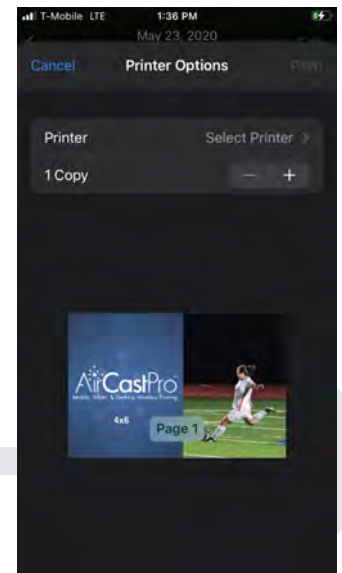 T-Mobile LTE 1:36 PM
May 23, 2020
Cancel Printer Options Print
Printer Select Printer >
1 Copy − +
AirCastPro
4x6
Page 1